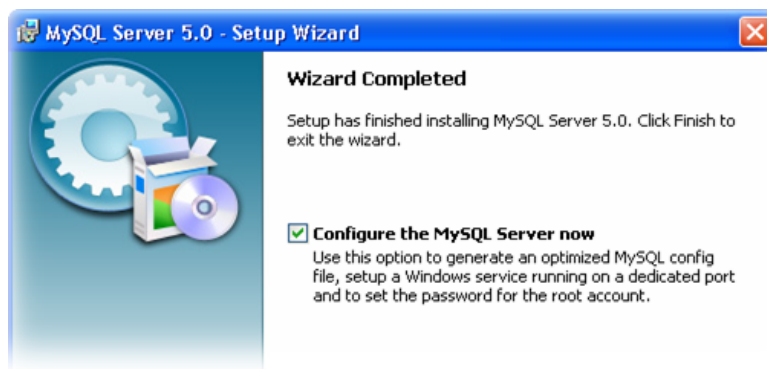 MySQL Server 5.0 - Setup Wizard
Wizard Completed
Setup has finished installing MySQL Server 5.0. Click Finish to
exit the wizard.
Configure the MySQL Server now
Use this option to generate an optimized MySQL config
file, setup a Windows service running on a dedicated port
and to set the password for the root account.